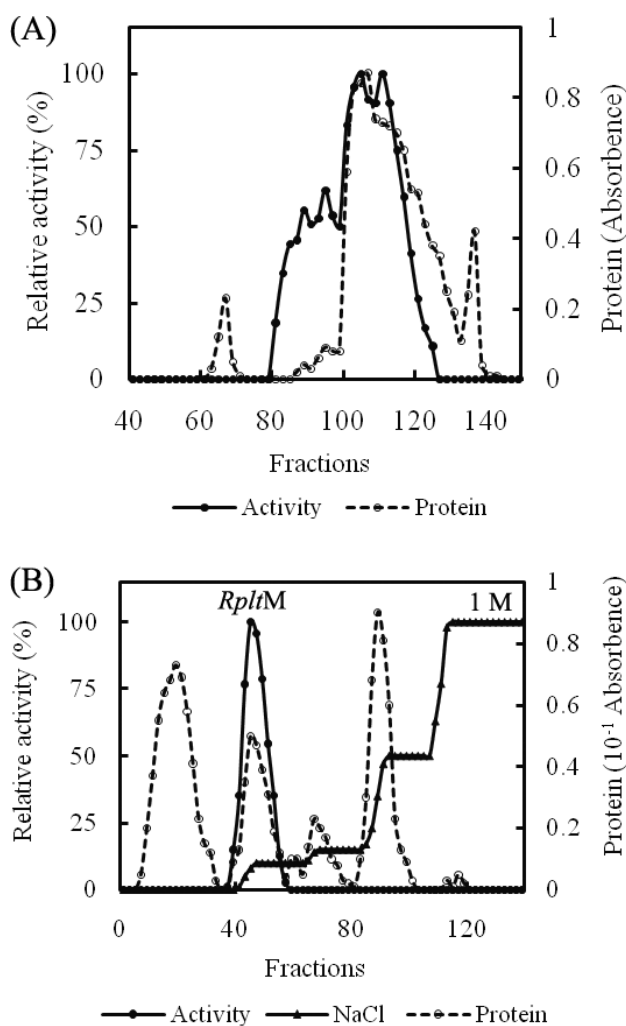 (A)
1
100
0.8
75
0.6
50
0.4
25
0.2
0
0
40 60 80 100 120 140
Relative activity (%)
Protein (Absorbence)
Fractions
Activity Protein
(B)
RpltM
1 M
1
100
0.8
75
0.6
50
0.4
25
0.2
0
0
0 40 80 120
Relative activity (%)
Protein (10⁻¹ Absorbence)
Fractions
Activity NaCl Protein